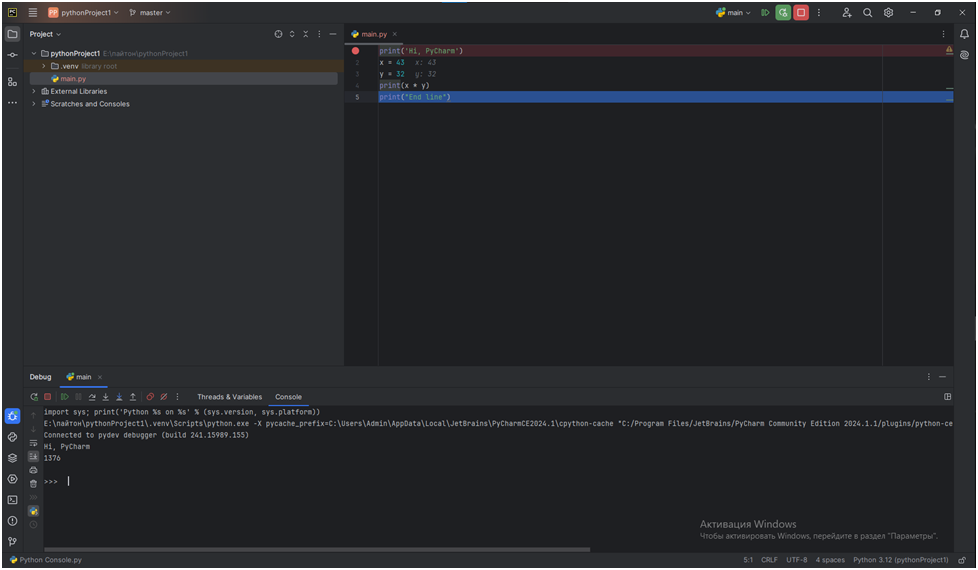 PC PP pythonProject1 master main
Project
main.py
pythonProject1 E:\пайтон\pythonProject1
.venv library root
main.py
External Libraries
Scratches and Consoles
print('Hi, PyCharm')
2 x = 43 x: 43
3 y = 32 y: 32
4 print(x * y)
5 print("End line")
Debug main
Threads & Variables Console
import sys; print('Python %s on %s' % (sys.version, sys.platform))
E:\пайтон\pythonProject1\.venv\Scripts\python.exe -X pycache_prefix=C:\Users\Admin\AppData\Local\JetBrains\PyCharmCE2024.1\cpython-cache "C:/Program Files/JetBrains/PyCharm Community Edition 2024.1.1/plugins/python-ce
Connected to pydev debugger (build 241.15989.155)
Hi, PyCharm
1376
>>>
Активация Windows
Чтобы активировать Windows, перейдите в раздел "Параметры".
Python Console.py 5:1 CRLF UTF-8 4 spaces Python 3.12 (pythonProject1)